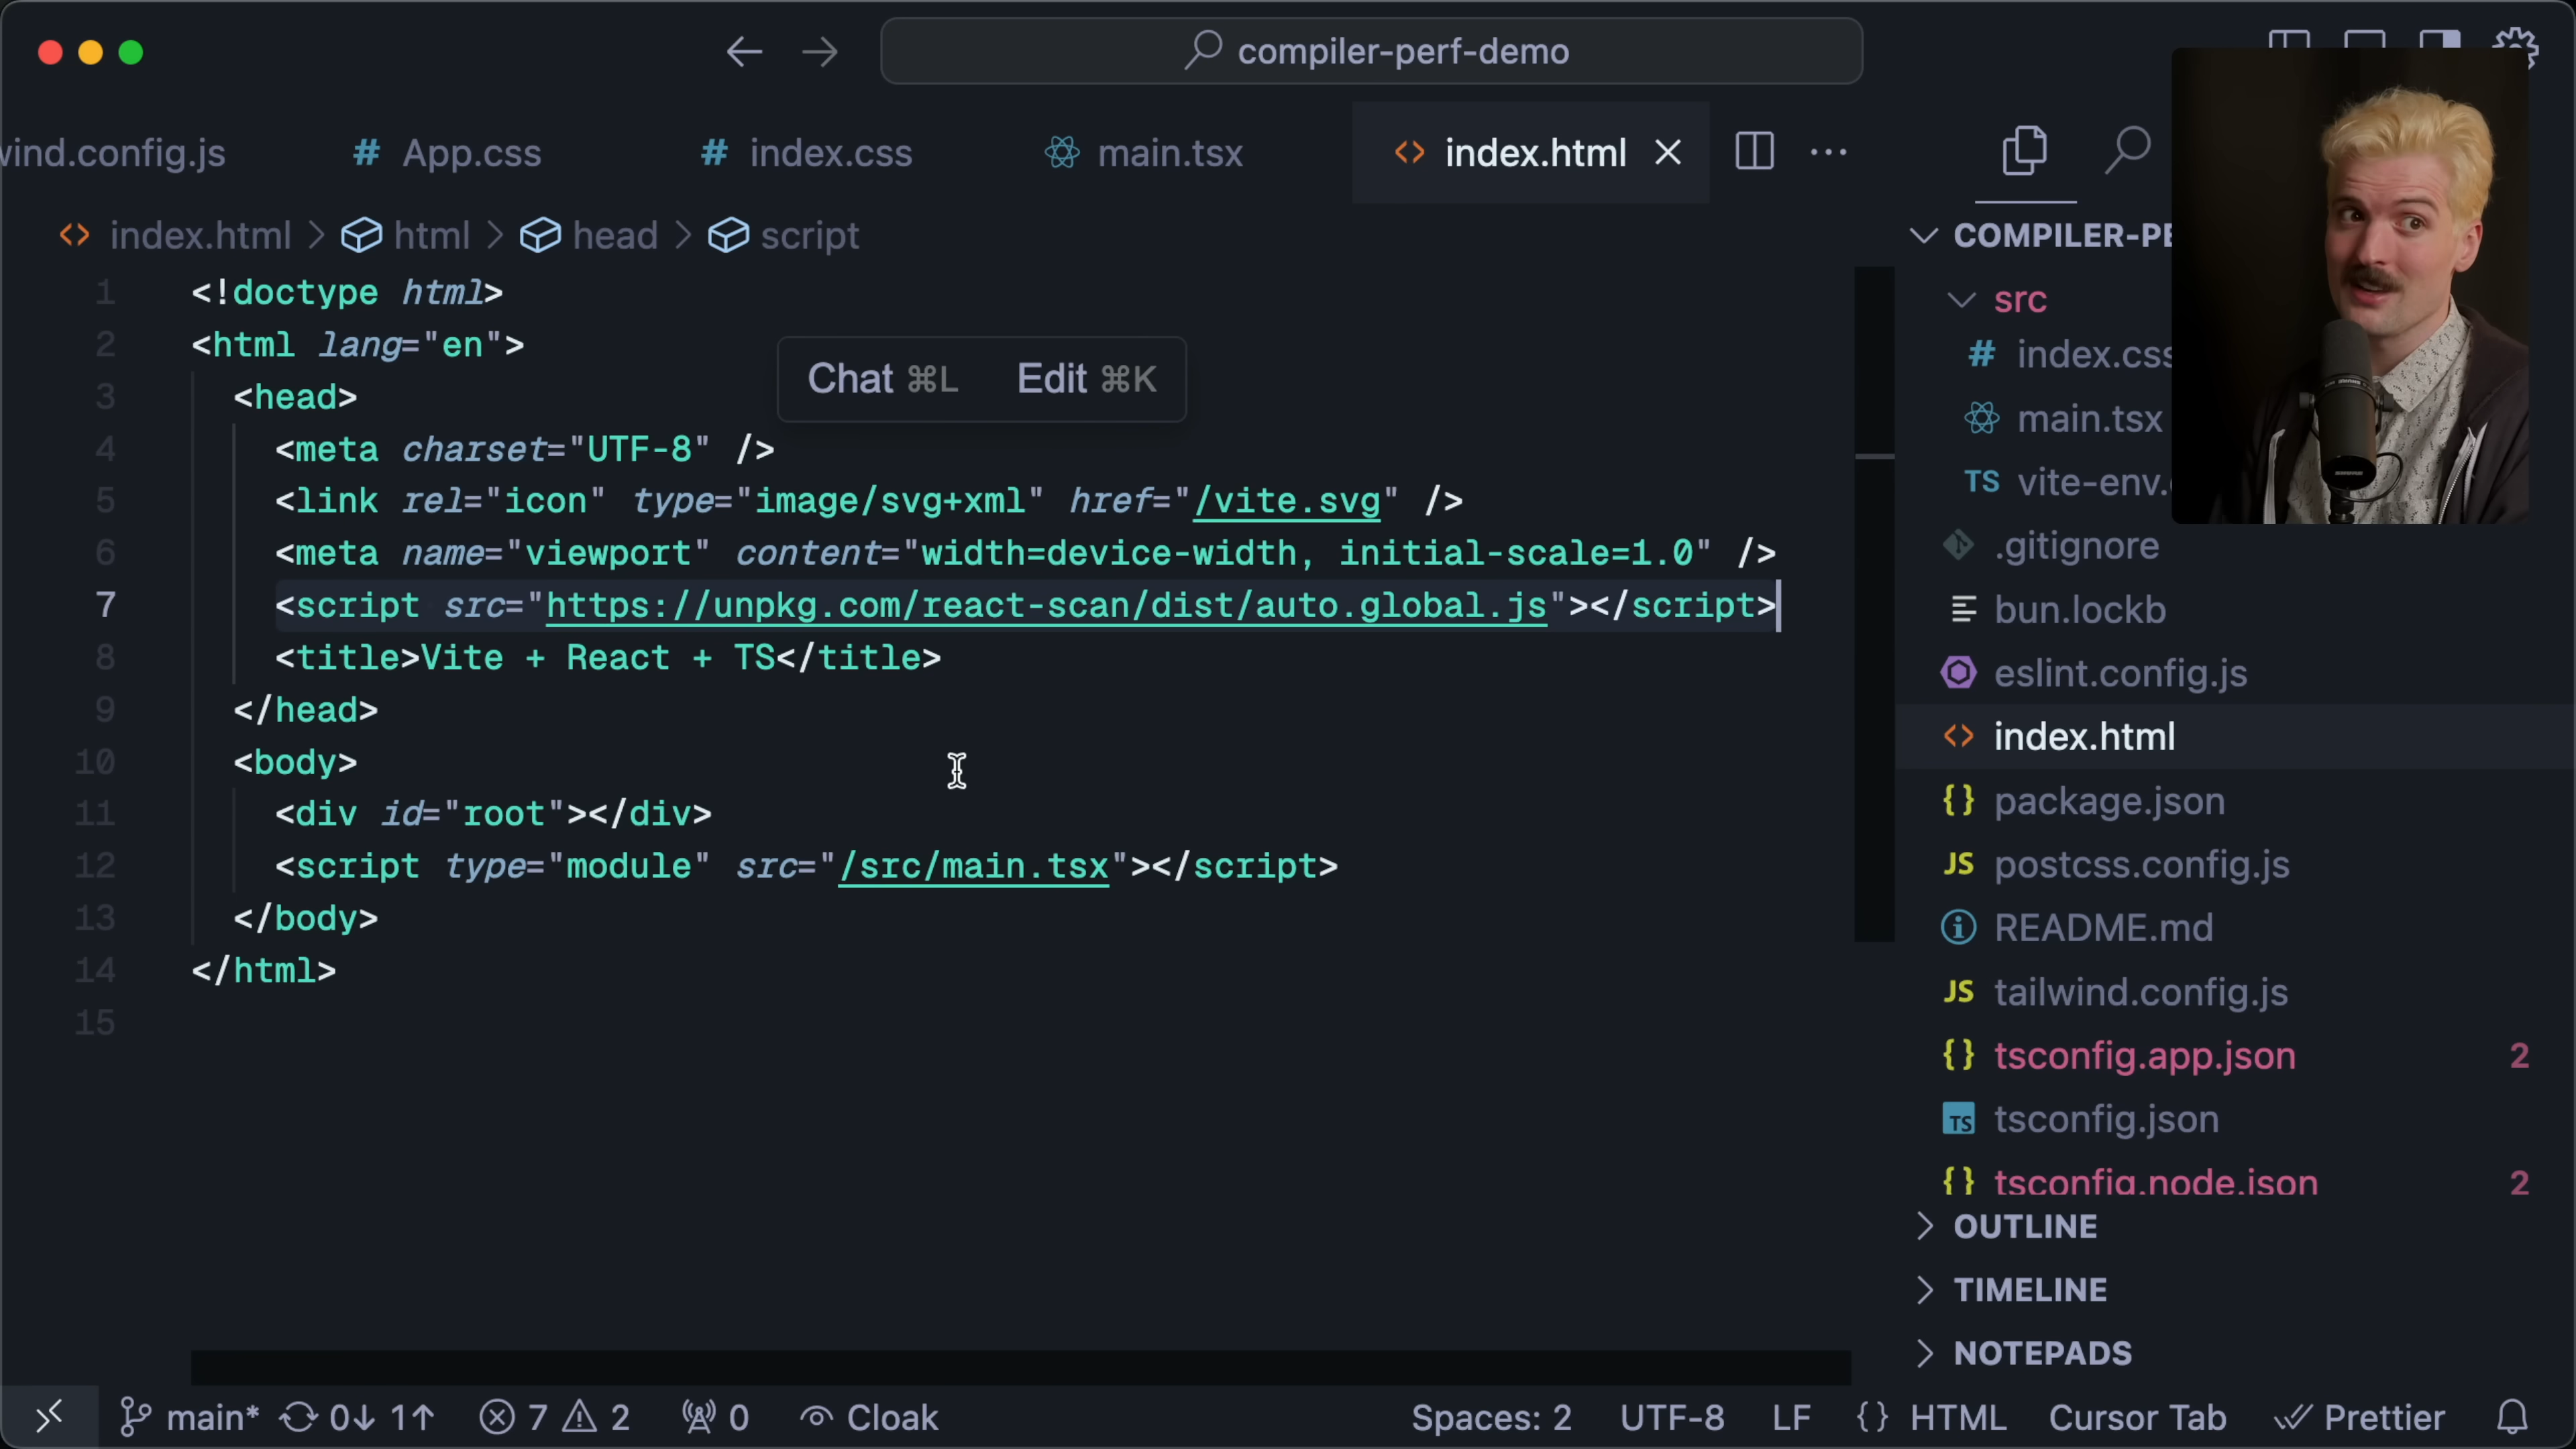 compiler-perf-demo
wind.config.js
# App.css
# index.css
main.tsx
<> index.html
<> index.html > html > head > script
Chat ⌘L Edit ⌘K
1 <!doctype html>
2 <html lang="en">
3 <head>
4 <meta charset="UTF-8" />
5 <link rel="icon" type="image/svg+xml" href="/vite.svg" />
6 <meta name="viewport" content="width=device-width, initial-scale=1.0" />
7 <script src="https://unpkg.com/react-scan/dist/auto.global.js"></script>
8 <title>Vite + React + TS</title>
9 </head>
10 <body>
11 <div id="root"></div>
12 <script type="module" src="/src/main.tsx"></script>
13 </body>
14 </html>
15
COMPILER-PE
src
# index.css
main.tsx
TS vite-env.
.gitignore
bun.lockb
eslint.config.js
<> index.html
{} package.json
JS postcss.config.js
README.md
JS tailwind.config.js
{} tsconfig.app.json 2
TS tsconfig.json
{} tsconfig.node.json 2
OUTLINE
TIMELINE
NOTEPADS
main* 0↓ 1↑ 7 2 0 Cloak
Spaces: 2 UTF-8 LF {} HTML Cursor Tab Prettier